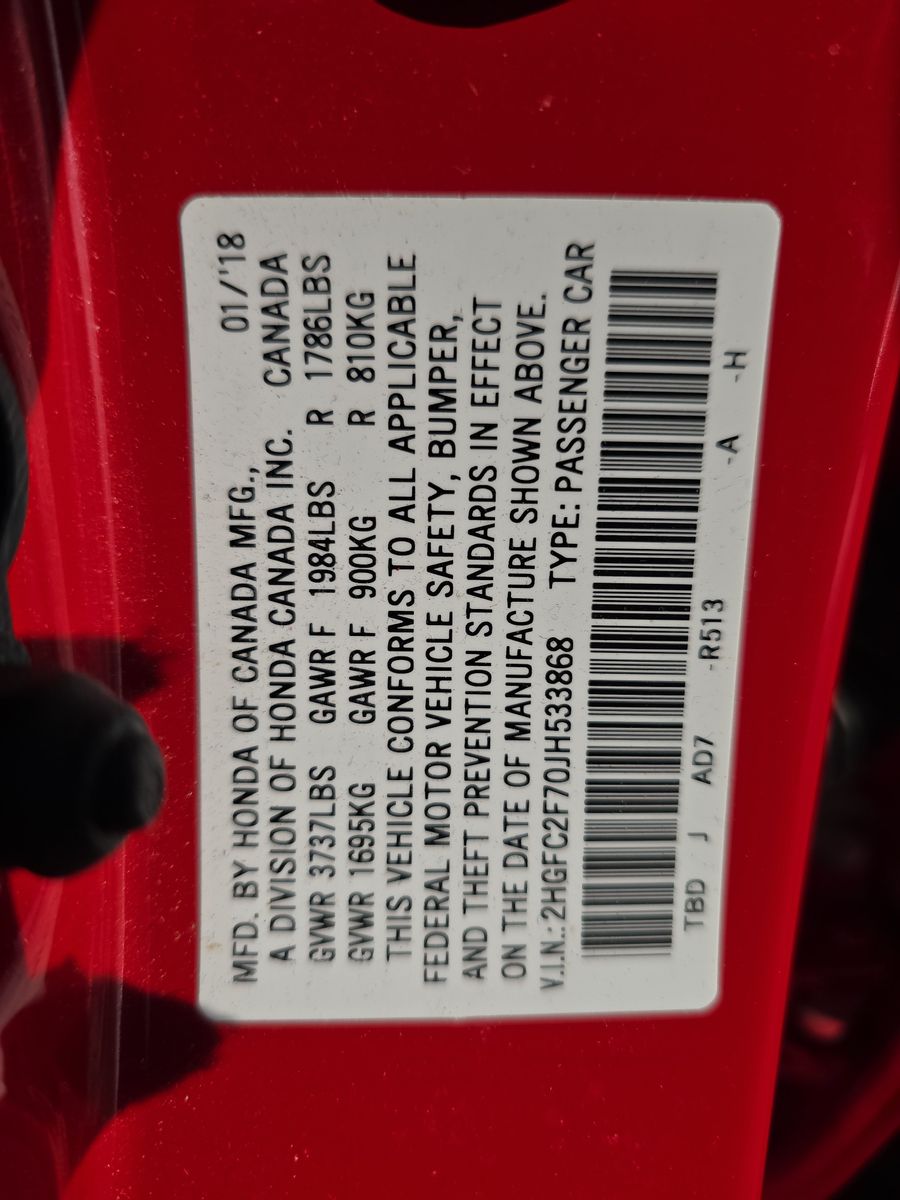 01/'18
MFD. BY HONDA OF CANADA MFG.,
A DIVISION OF HONDA CANADA INC. CANADA
GVWR 3737LBS GAWR F 1984LBS R 1786LBS
GVWR 1695KG GAWR F 900KG R 810KG
THIS VEHICLE CONFORMS TO ALL APPLICABLE
FEDERAL MOTOR VEHICLE SAFETY, BUMPER,
AND THEFT PREVENTION STANDARDS IN EFFECT
ON THE DATE OF MANUFACTURE SHOWN ABOVE.
V.I.N.:2HGFC2F70JH533868 TYPE: PASSENGER CAR
TBD J AD7 -R513 -A -H